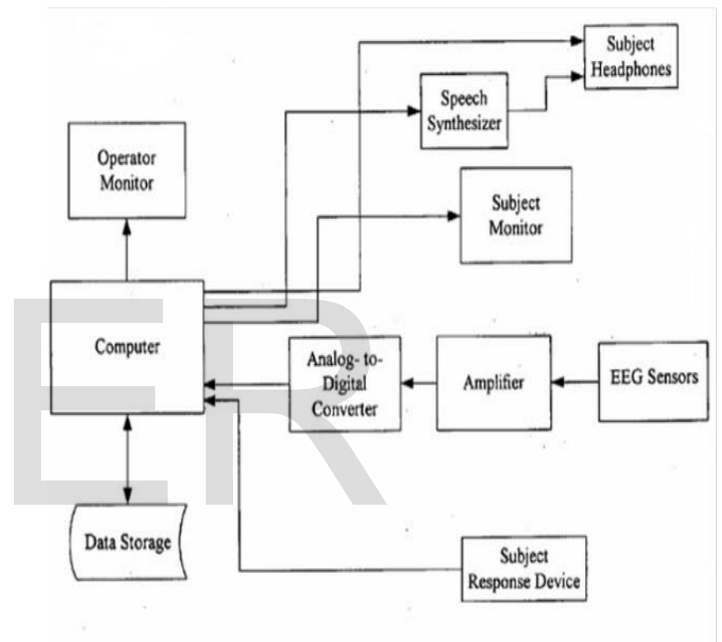 Subject
Headphones
Speech
Synthesizer
Operator
Monitor
Subject
Monitor
Computer
Analog- to-
Digital
Converter
Amplifier
EEG Sensors
Data Storage
Subject
Response Device
ER